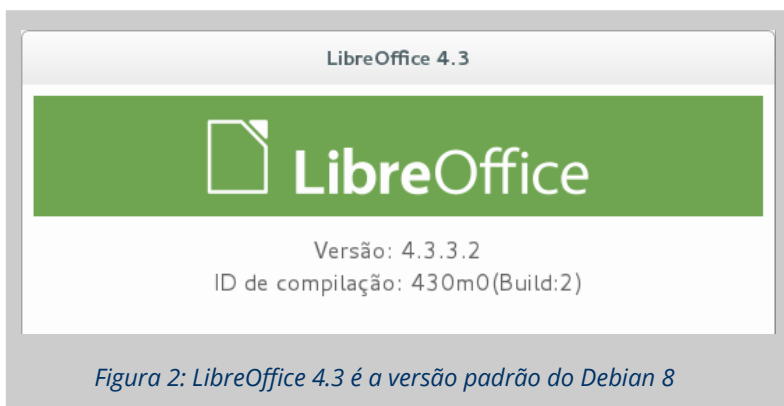 LibreOffice 4.3
LibreOffice
Versão: 4.3.3.2
ID de compilação: 430m0(Build:2)
Figura 2: LibreOffice 4.3 é a versão padrão do Debian 8